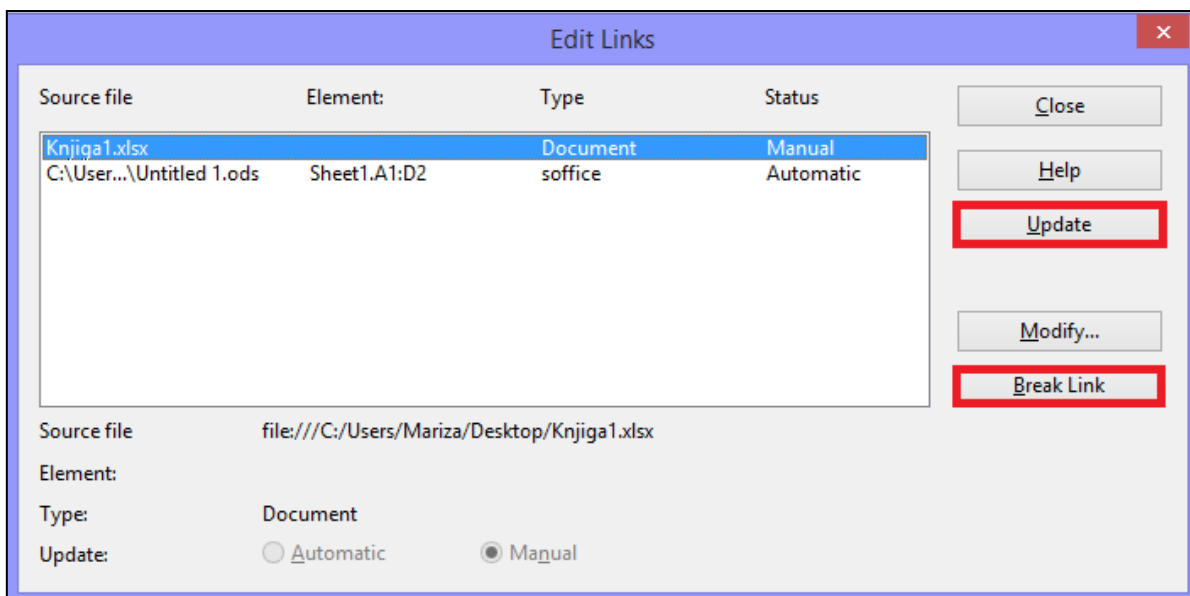 Edit Links
Source file Element: Type Status
Knjiga1.xlsx Document Manual
C:\User...\Untitled 1.ods Sheet1.A1:D2 soffice Automatic
Close
Help
Update
Modify...
Break Link
Source file file:///C:/Users/Mariza/Desktop/Knjiga1.xlsx
Element:
Type: Document
Update: Automatic Manual